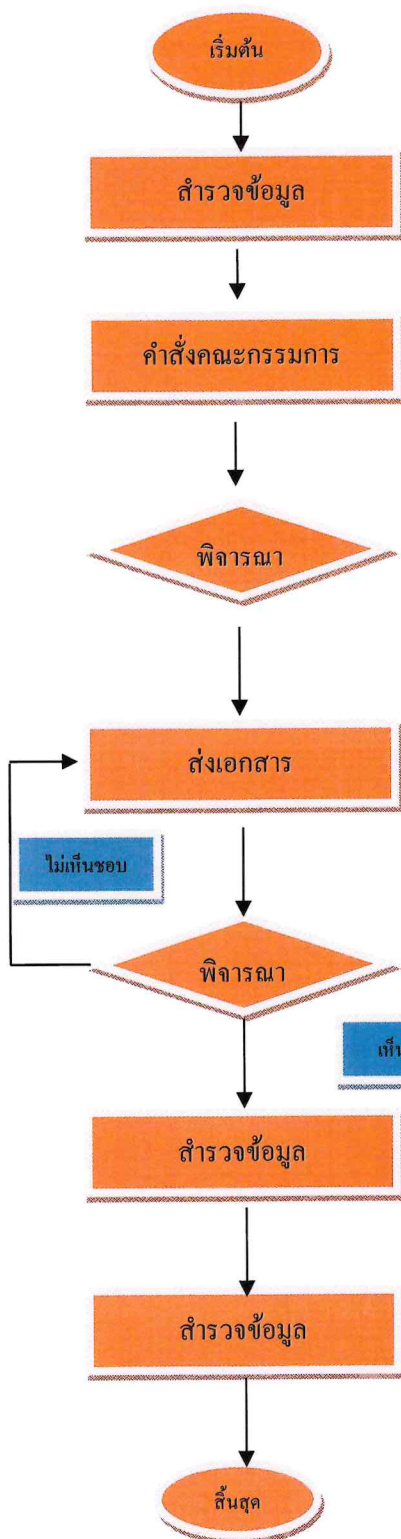 เริ่มต้น
สำรวจข้อมูล
คำสั่งคณะกรรมการ
พิจารณา
ส่งเอกสาร
ไม่เห็นชอบ
พิจารณา
สำรวจข้อมูล
สำรวจข้อมูล
สิ้นสุด